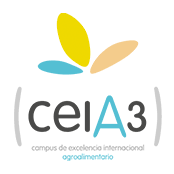 (ceiA3)
campus de excelencia internacional
agroalimentario